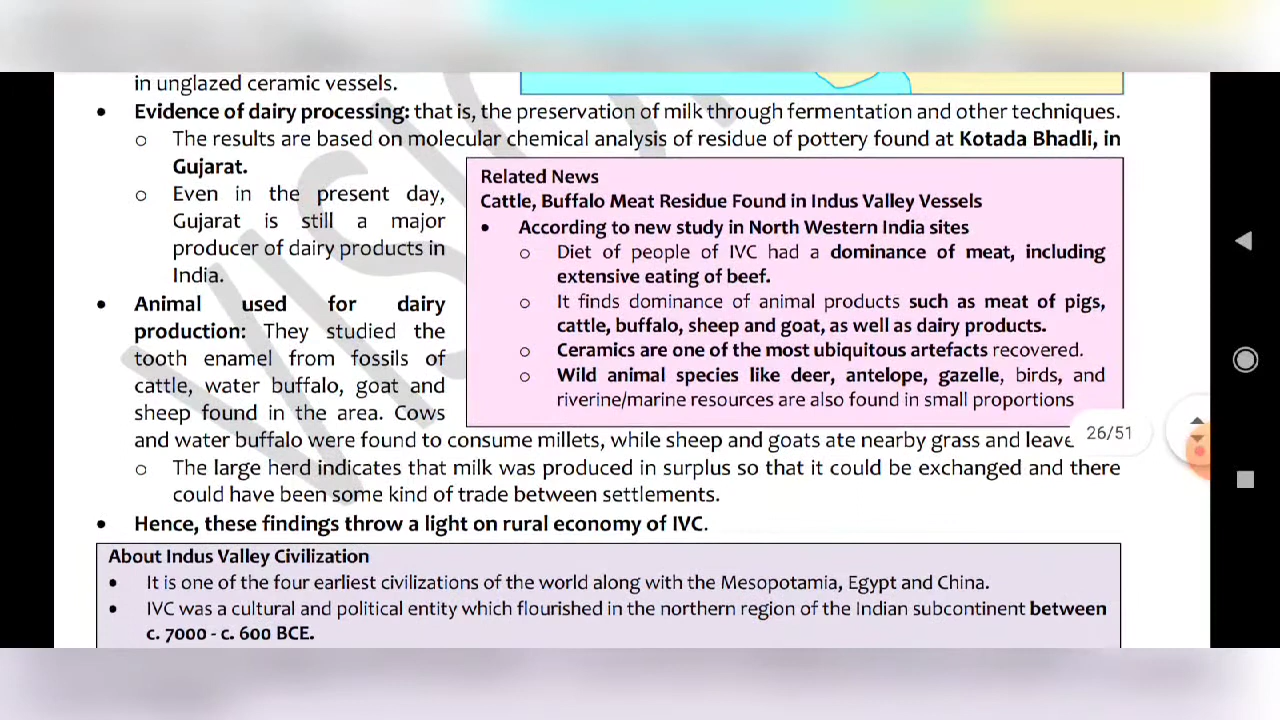 in unglazed ceramic vessels.
• Evidence of dairy processing: that is, the preservation of milk through fermentation and other techniques.
o The results are based on molecular chemical analysis of residue of pottery found at Kotada Bhadli, in
Gujarat.
o Even in the present day,
Gujarat is still a major
producer of dairy products in
India.
• Animal used for dairy
production: They studied the
tooth enamel from fossils of
cattle, water buffalo, goat and
sheep found in the area. Cows
and water buffalo were found to consume millets, while sheep and goats ate nearby grass and leave
o The large herd indicates that milk was produced in surplus so that it could be exchanged and there
could have been some kind of trade between settlements.
• Hence, these findings throw a light on rural economy of IVC.
Related News
Cattle, Buffalo Meat Residue Found in Indus Valley Vessels
• According to new study in North Western India sites
o Diet of people of IVC had a dominance of meat, including
extensive eating of beef.
o It finds dominance of animal products such as meat of pigs,
cattle, buffalo, sheep and goat, as well as dairy products.
o Ceramics are one of the most ubiquitous artefacts recovered.
o Wild animal species like deer, antelope, gazelle, birds, and
riverine/marine resources are also found in small proportions
26/51
About Indus Valley Civilization
• It is one of the four earliest civilizations of the world along with the Mesopotamia, Egypt and China.
• IVC was a cultural and political entity which flourished in the northern region of the Indian subcontinent between
c. 7000 - c. 600 BCE.